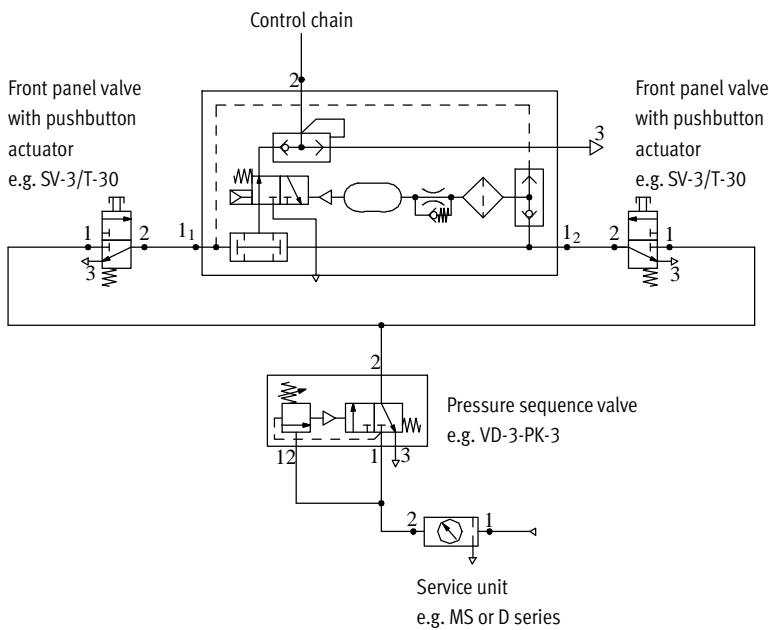 Control chain
2
Front panel valve
with pushbutton
actuator
e.g. SV-3/T-30
Front panel valve
with pushbutton
actuator
e.g. SV-3/T-30
3
1 2 1₁ 1₂ 2 1
3 3
2
Pressure sequence valve
e.g. VD-3-PK-3
12 1 3
2 1
Service unit
e.g. MS or D series